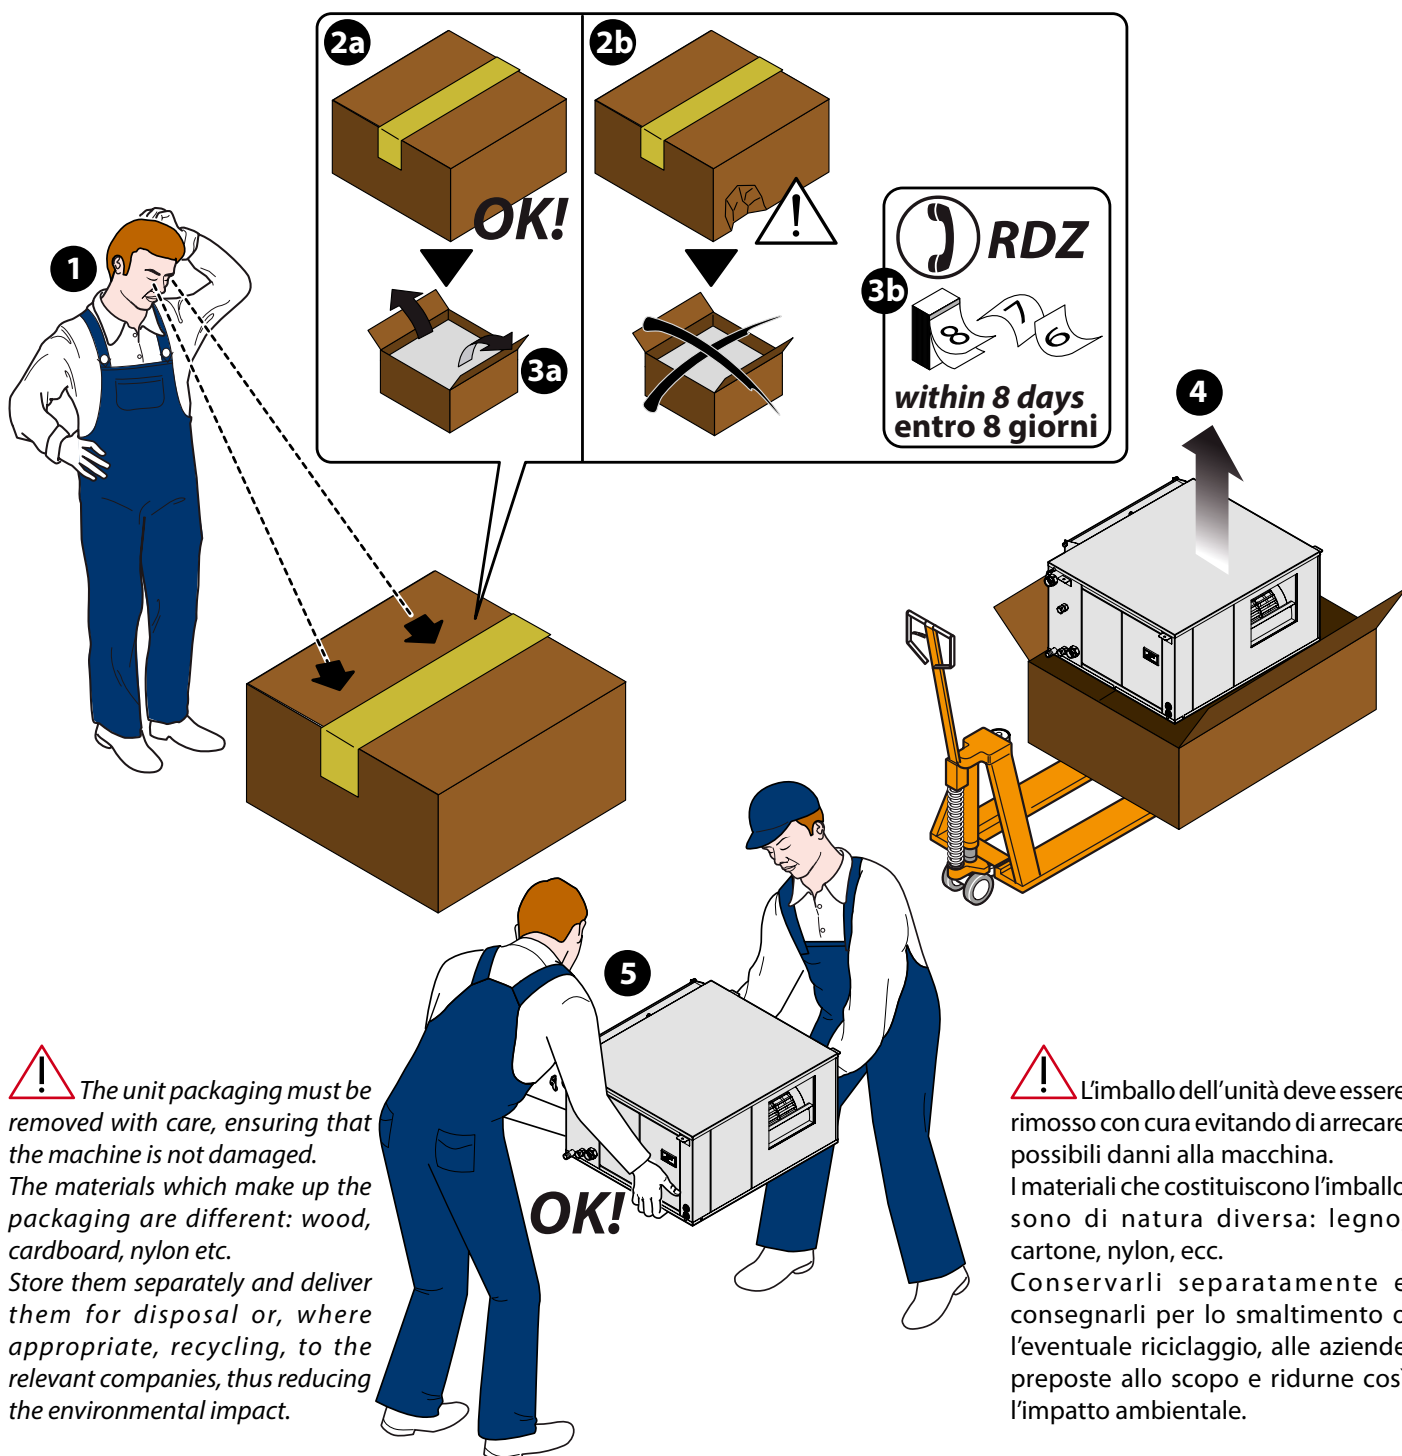 2a
2b
OK!
1
3a
RDZ
3b
8
7
6
within 8 days
entro 8 giorni
4
5
OK!
The unit packaging must be
removed with care, ensuring that
the machine is not damaged.
The materials which make up the
packaging are different: wood,
cardboard, nylon etc.
Store them separately and deliver
them for disposal or, where
appropriate, recycling, to the
relevant companies, thus reducing
the environmental impact.
L'imballo dell'unità deve essere
rimosso con cura evitando di arrecare
possibili danni alla macchina.
I materiali che costituiscono l'imballo
sono di natura diversa: legno
cartone, nylon, ecc.
Conservarli separatamente e
consegnarli per lo smaltimento o
l'eventuale riciclaggio, alle aziende
preposte allo scopo e ridurne così
l'impatto ambientale.